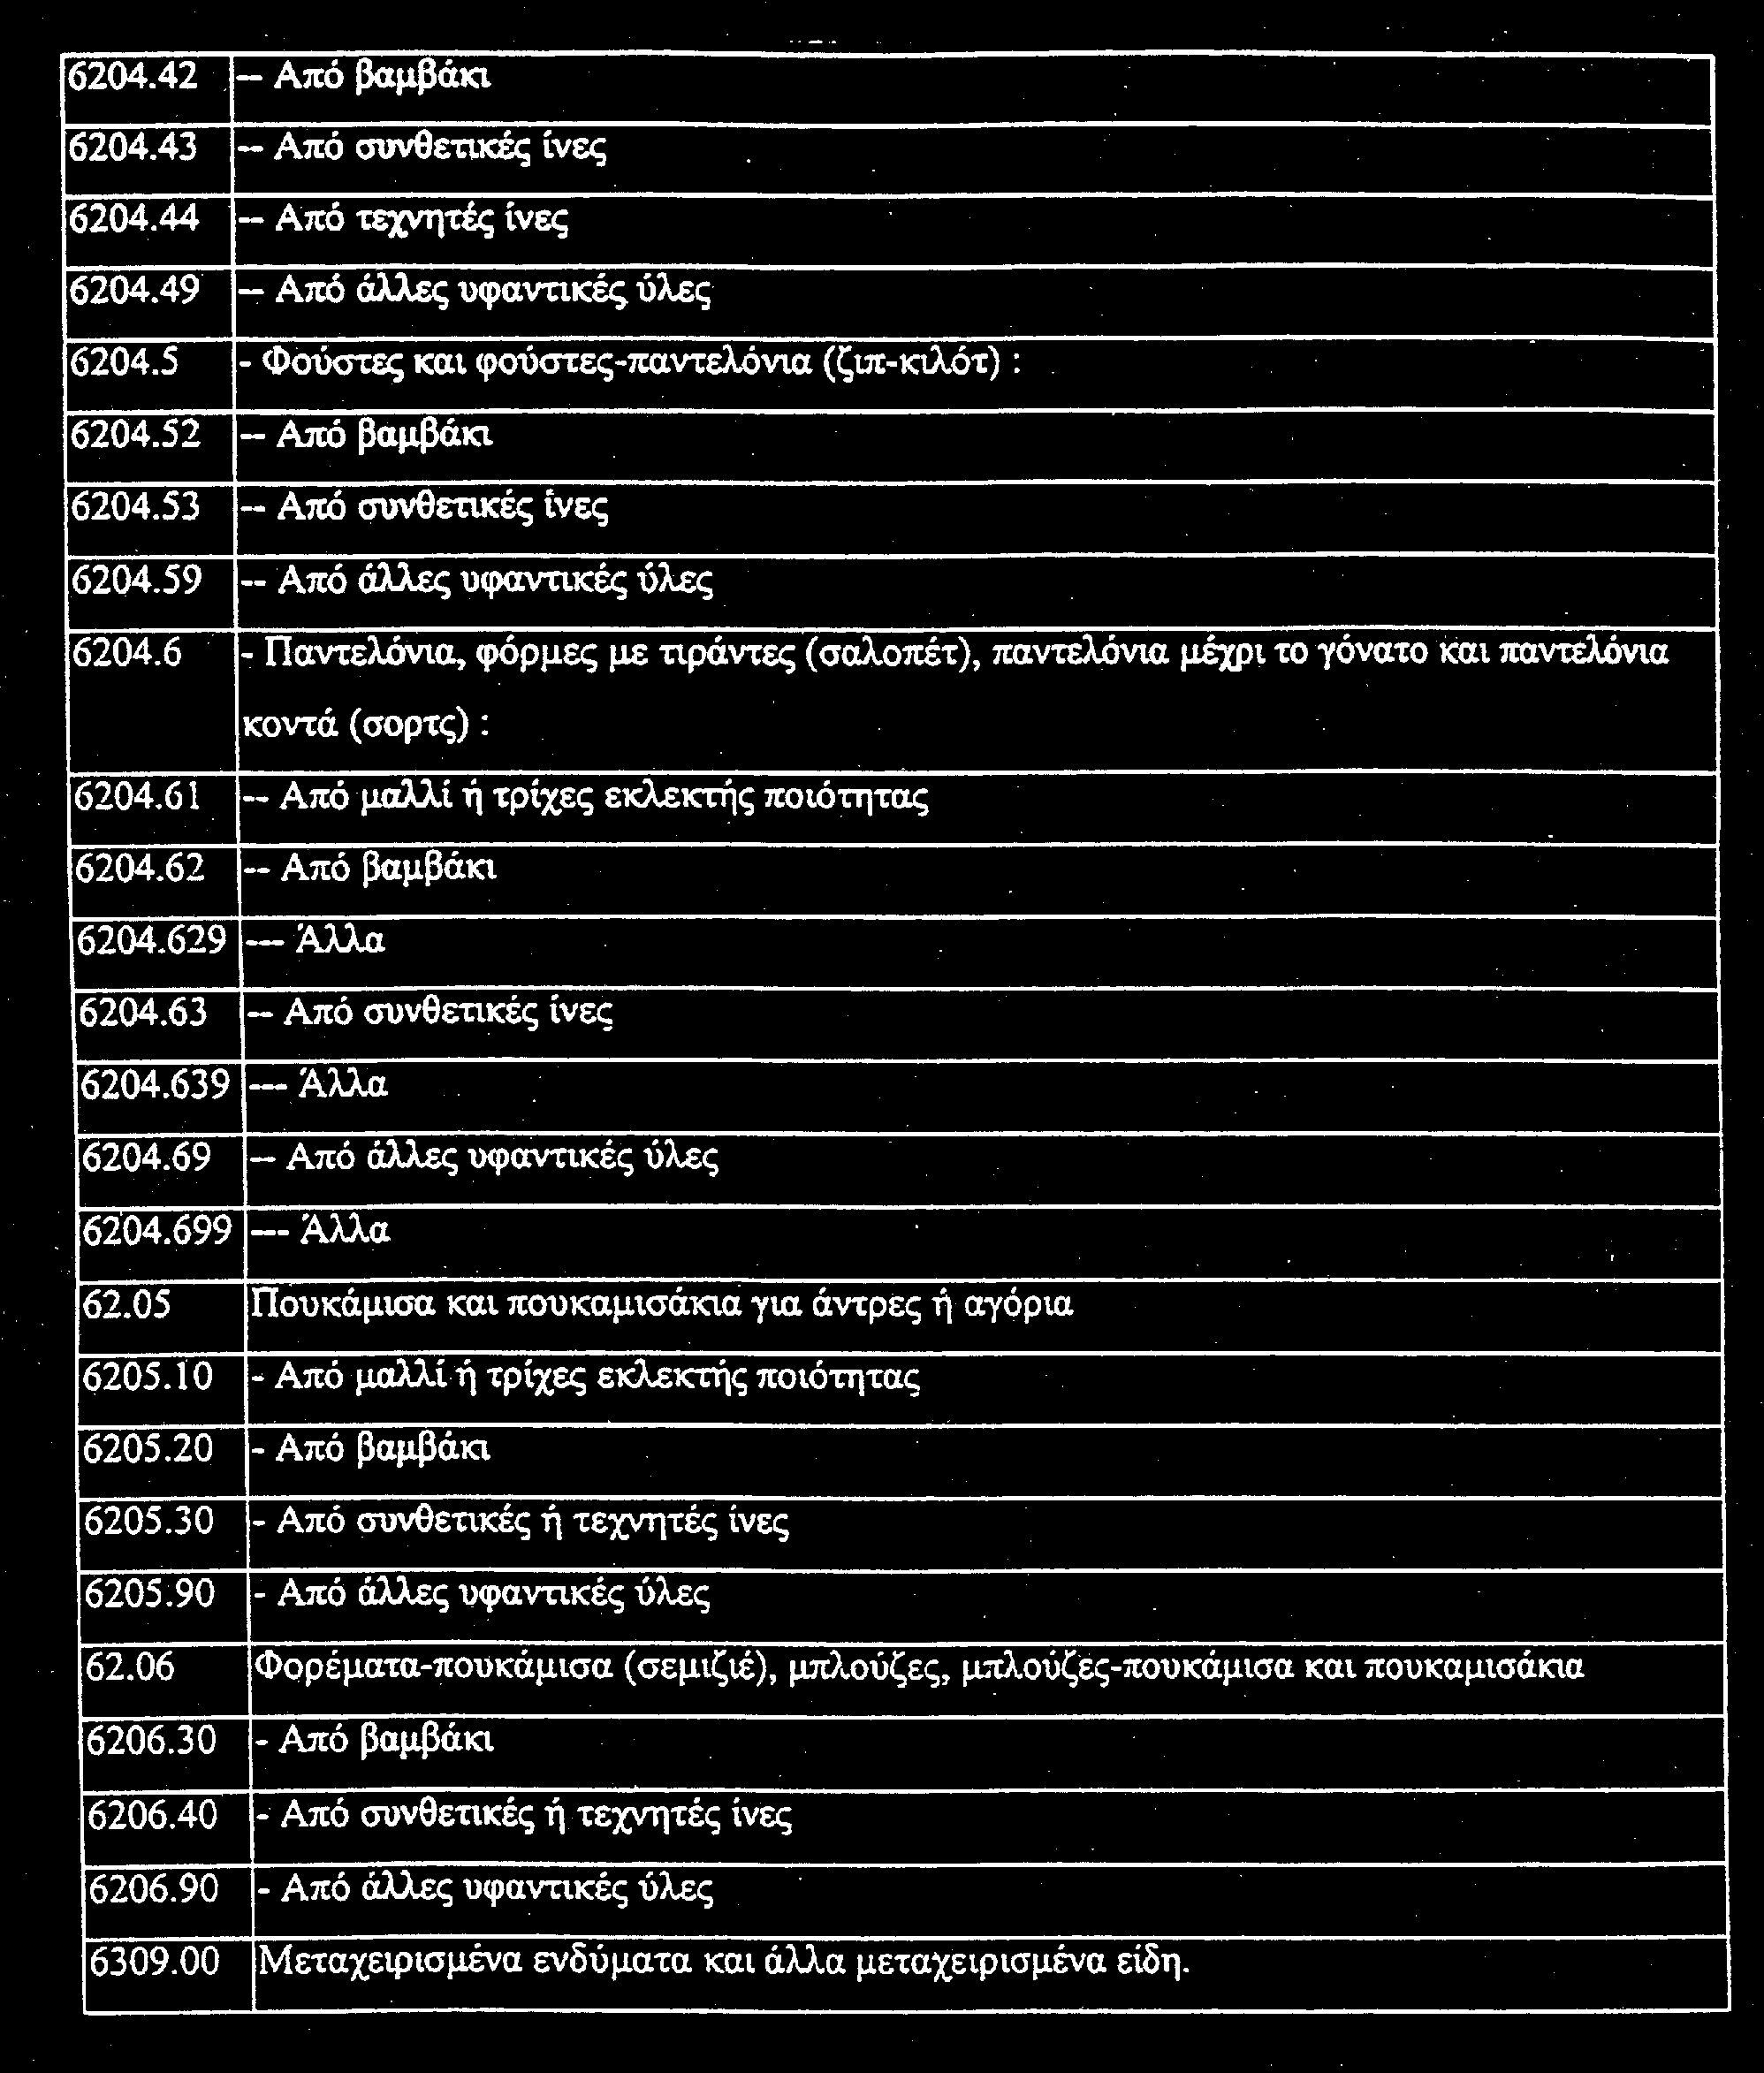 6204.42 -- Από βαμβάκι
6204.43 -- Από συνθετικές ίνες
6204.44 -- Από τεχνητές ίνες
6204.49 -- Από άλλες υφαντικές ύλες
6204.5 - Φούστες και φούστες-παντελόνια (ζιπ-κιλότ) :
6204.52 -- Από βαμβάκι
6204.53 -- Από συνθετικές ίνες
6204.59 -- Από άλλες υφαντικές ύλες
6204.6 - Παντελόνια, φόρμες με τιράντες (σαλοπέτ), παντελόνια μέχρι το γόνατο και παντελόνια
κοντά (σορτς) :
6204.61 -- Από μαλλί ή τρίχες εκλεκτής ποιότητας
6204.62 -- Από βαμβάκι
6204.629 --- Άλλα
6204.63 -- Από συνθετικές ίνες
6204.639 --- Άλλα
6204.69 -- Από άλλες υφαντικές ύλες
6204.699 --- Άλλα
62.05 Πουκάμισα και πουκαμισάκια για άντρες ή αγόρια
6205.10 - Από μαλλί ή τρίχες εκλεκτής ποιότητας
6205.20 - Από βαμβάκι
6205.30 - Από συνθετικές ή τεχνητές ίνες
6205.90 - Από άλλες υφαντικές ύλες
62.06 Φορέματα-πουκάμισα (σεμιζιέ), μπλούζες, μπλούζες-πουκάμισα και πουκαμισάκια
6206.30 - Από βαμβάκι
6206.40 - Από συνθετικές ή τεχνητές ίνες
6206.90 - Από άλλες υφαντικές ύλες
6309.00 Μεταχειρισμένα ενδύματα και άλλα μεταχειρισμένα είδη.